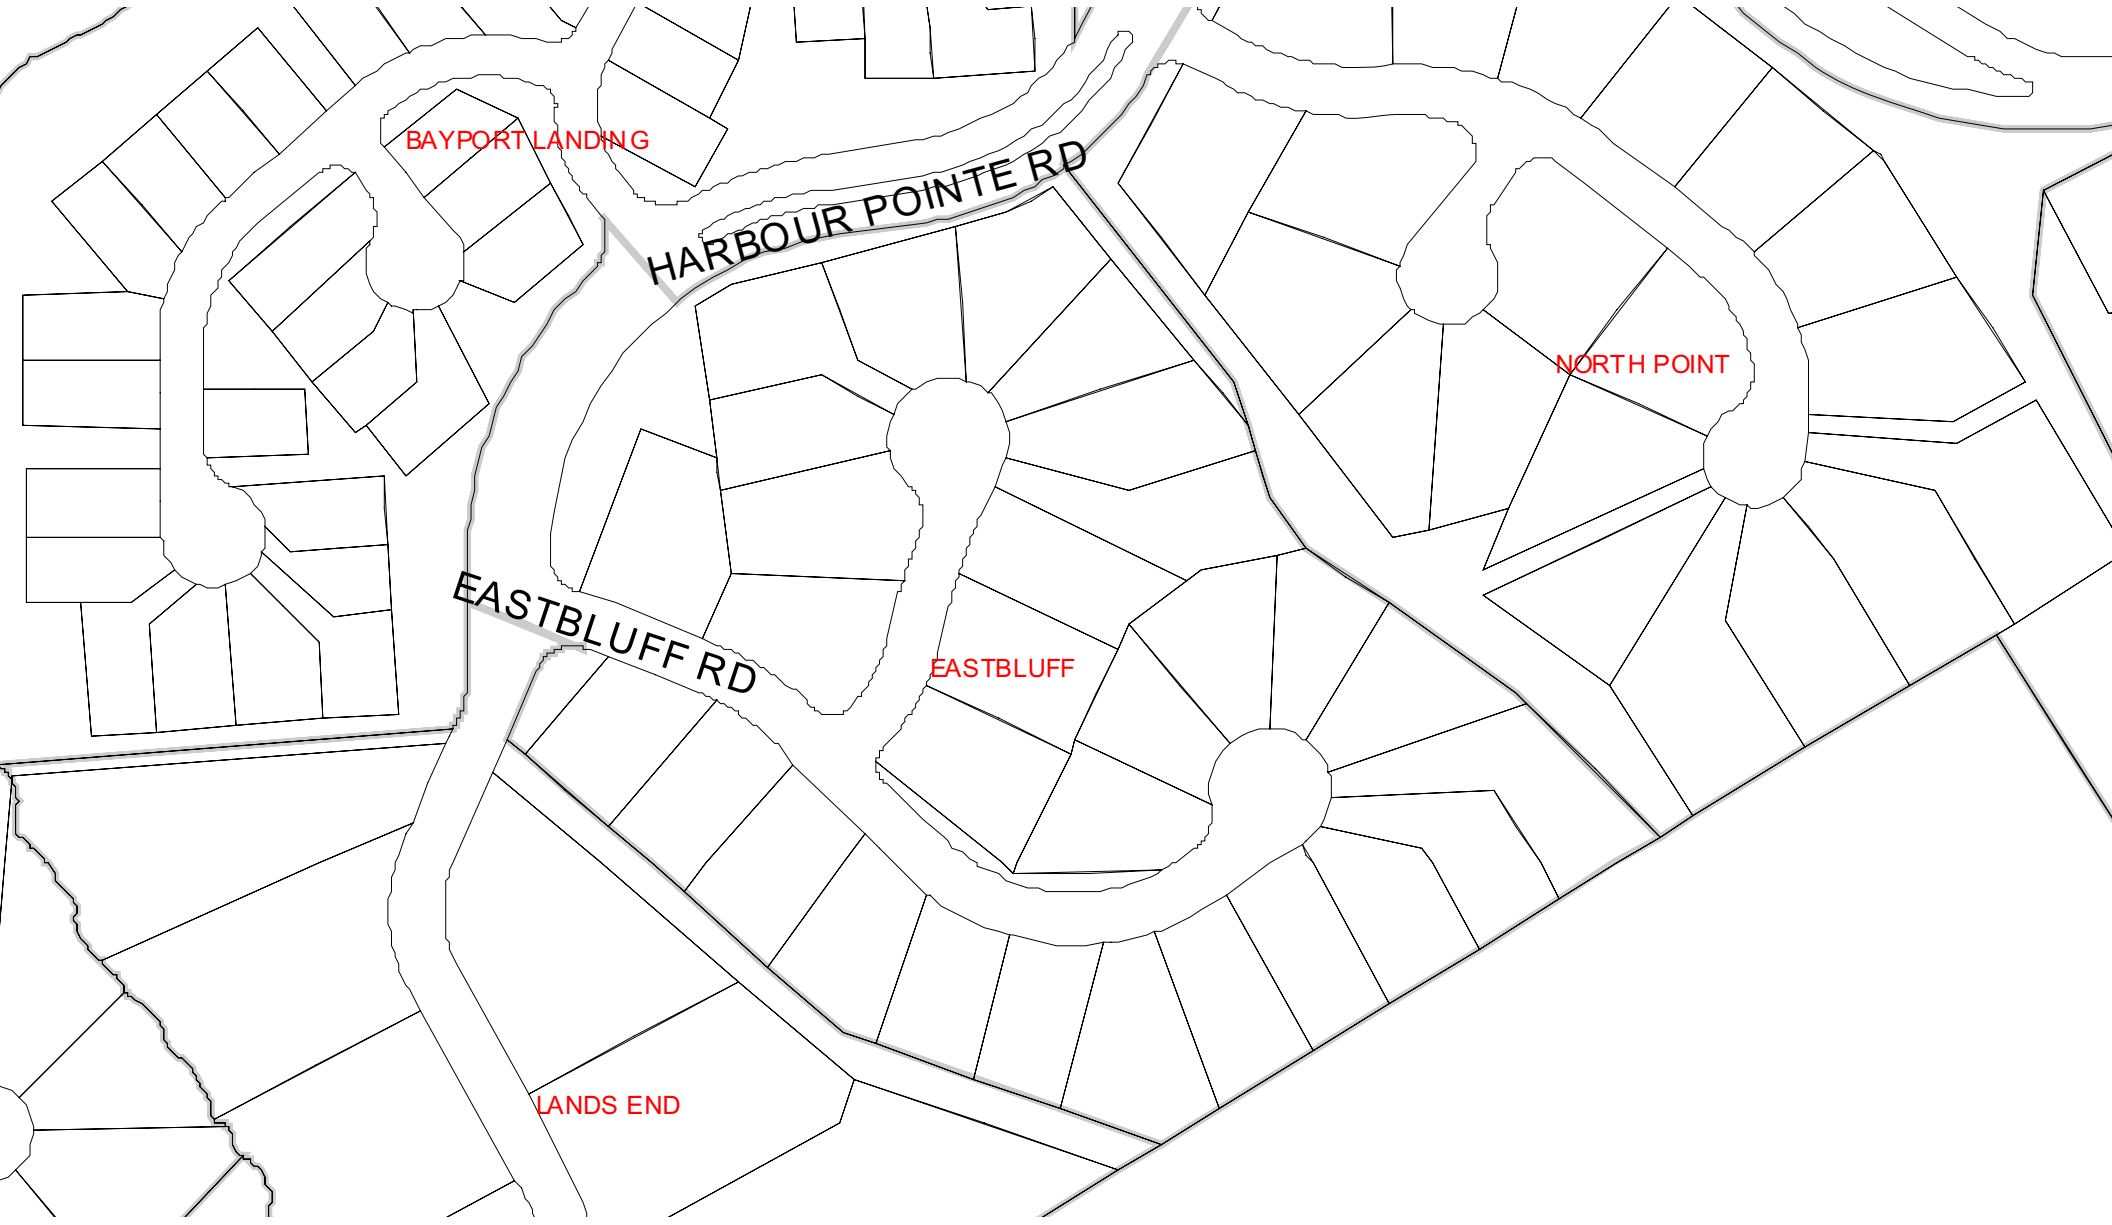 BAYPORT LANDING
HARBOUR POINTE RD
NORTH POINT
EASTBLUFF RD
EASTBLUFF
LANDS END